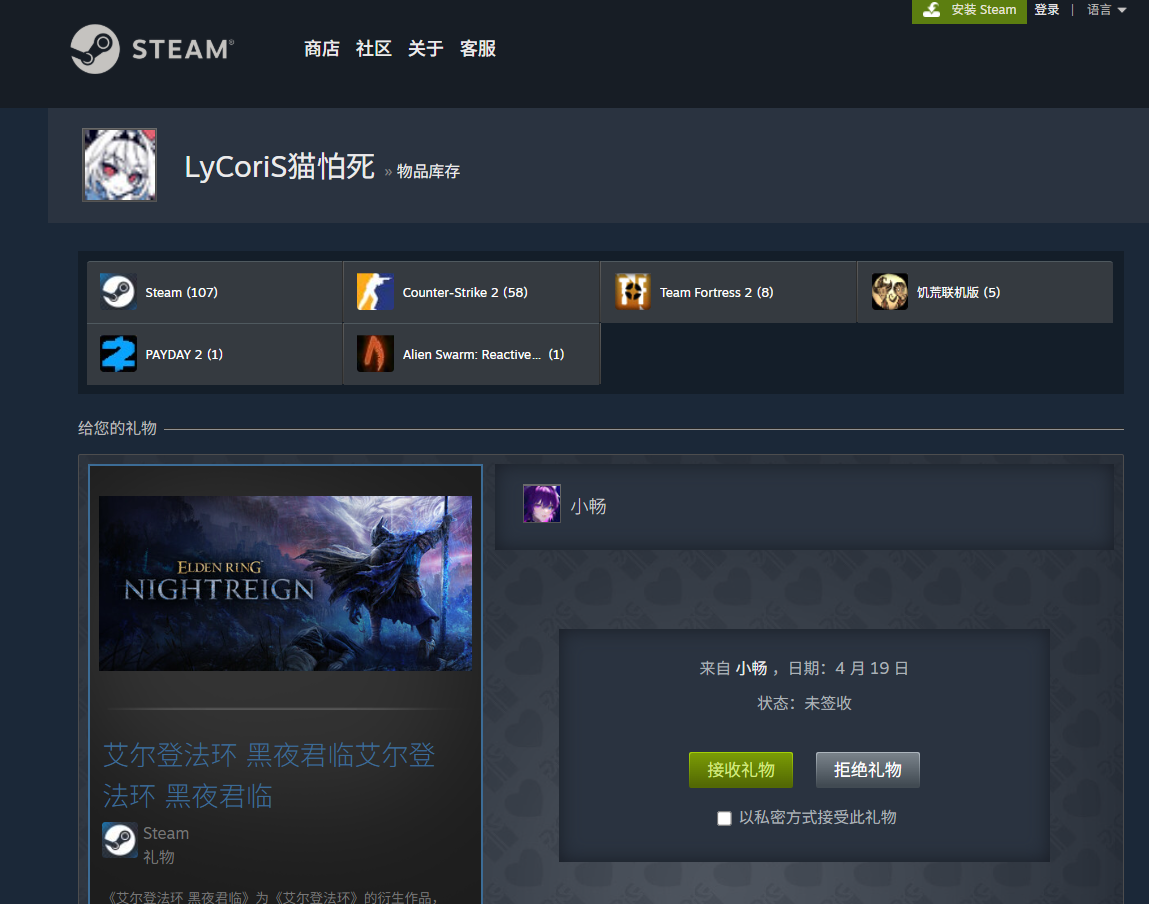 安装 Steam
登录 | 语言
STEAM®
商店 社区 关于 客服
LyCoriS猫怕死 » 物品库存
Steam (107)
Counter-Strike 2 (58)
Team Fortress 2 (8)
饥荒联机版 (5)
PAYDAY 2 (1)
Alien Swarm: Reactive... (1)
给您的礼物
小畅
ELDEN RING
NIGHTREIGN
来自 小畅 ，日期：4 月 19 日
状态：未签收
艾尔登法环 黑夜君临艾尔登
法环 黑夜君临
接收礼物
拒绝礼物
以私密方式接受此礼物
Steam
礼物
《艾尔登法环 黑夜君临》为《艾尔登法环》的衍生作品，